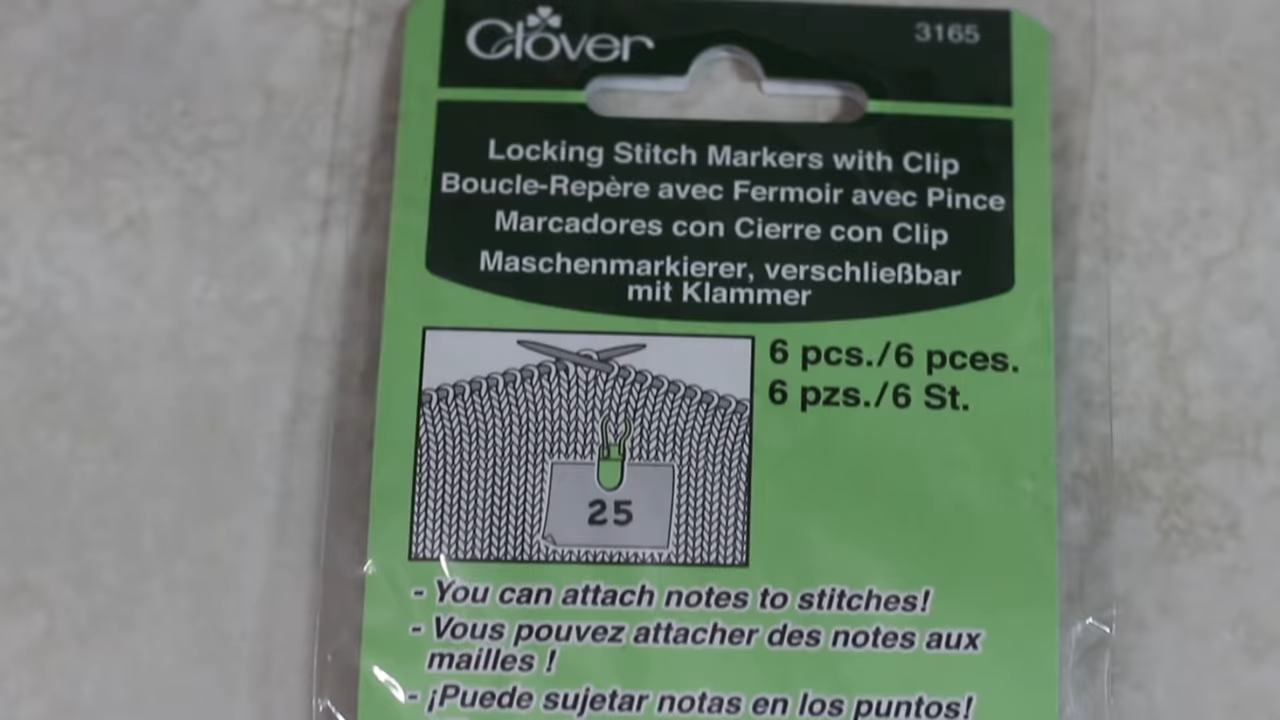 Clover
3165
Locking Stitch Markers with Clip
Boucle-Repère avec Fermoir avec Pince
Marcadores con Cierre con Clip
Maschenmarkierer, verschließbar
mit Klammer
6 pcs./6 pces.
6 pzs./6 St.
25
- You can attach notes to stitches!
- Vous pouvez attacher des notes aux
mailles !
- ¡Puede sujetar notas en los puntos!